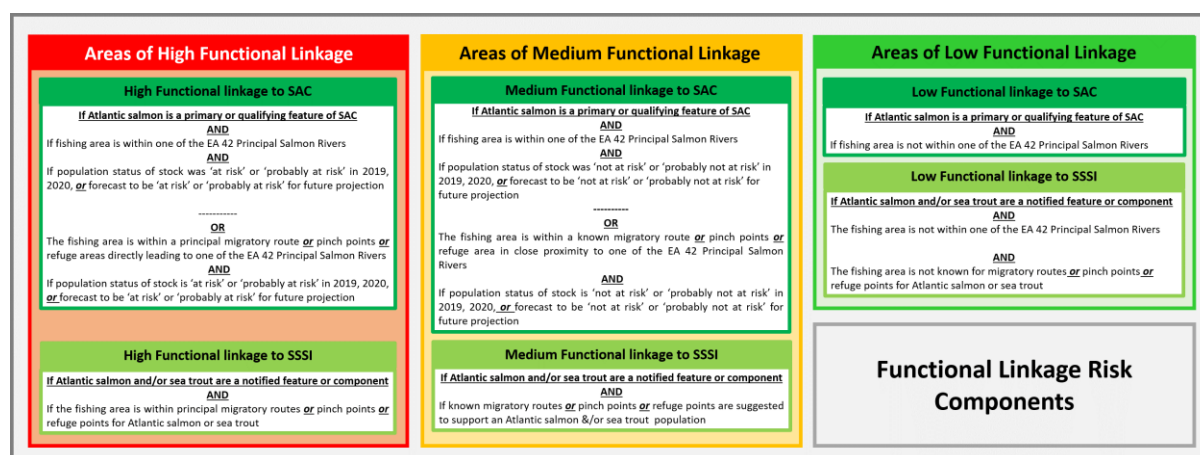 Areas of High Functional Linkage
High Functional linkage to SAC
If Atlantic salmon is a primary or qualifying feature of SAC
AND
If fishing area is within one of the EA 42 Principal Salmon Rivers
AND
If population status of stock was 'at risk' or 'probably at risk' in 2019,
2020, or forecast to be 'at risk' or 'probably at risk' for future projection
-----------
OR
The fishing area is within a principal migratory route or pinch points or
refuge areas directly leading to one of the EA 42 Principal Salmon Rivers
AND
If population status of stock is 'at risk' or 'probably at risk' in 2019, 2020,
or forecast to be 'at risk' or 'probably at risk' for future projection
High Functional linkage to SSSI
If Atlantic salmon and/or sea trout are a notified feature or component
AND
If the fishing area is within principal migratory routes or pinch points or
refuge points for Atlantic salmon or sea trout
Areas of Medium Functional Linkage
Medium Functional linkage to SAC
If Atlantic salmon is a primary or qualifying feature of SAC
AND
If fishing area is within one of the EA 42 Principal Salmon Rivers
AND
If population status of stock was 'not at risk' or 'probably not at risk' in
2019, 2020, or forecast to be 'not at risk' or 'probably not at risk' for
future projection
----------
OR
The fishing area is within a known migratory route or pinch points or
refuge area in close proximity to one of the EA 42 Principal Salmon
Rivers
AND
If population status of stock is 'not at risk' or 'probably not at risk' in
2019, 2020, or forecast to be 'not at risk' or 'probably not at risk' for
future projection
Medium Functional linkage to SSSI
If Atlantic salmon and/or sea trout are a notified feature or component
AND
If known migratory routes or pinch points or refuge points are suggested
to support an Atlantic salmon &/or sea trout population
Areas of Low Functional Linkage
Low Functional linkage to SAC
If Atlantic salmon is a primary or qualifying feature of SAC
AND
If fishing area is not within one of the EA 42 Principal Salmon Rivers
Low Functional linkage to SSSI
If Atlantic salmon and/or sea trout are a notified feature or component
AND
The fishing area is not within one of the EA 42 Principal Salmon Rivers
AND
The fishing area is not known for migratory routes or pinch points or
refuge points for Atlantic salmon or sea trout
Functional Linkage Risk
Components